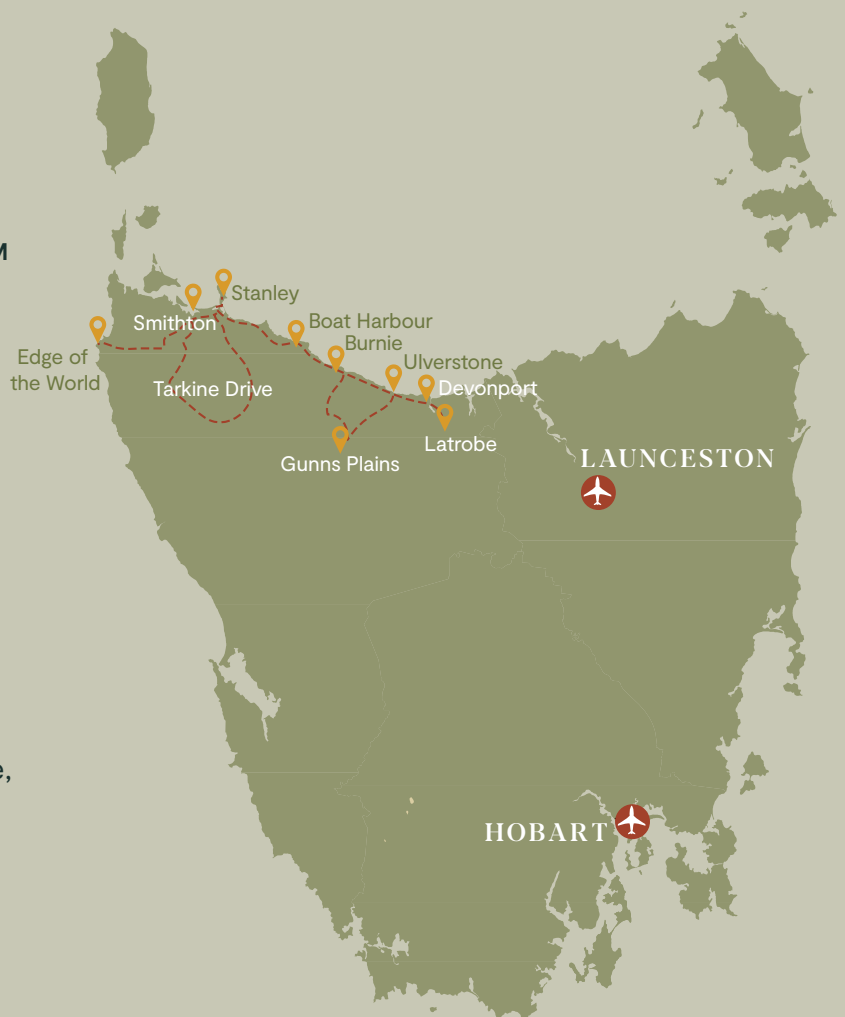 M
Stanley
Smithton
Boat Harbour
Burnie
Edge of
the World
Ulverstone
Tarkine Drive
Devonport
Latrobe
Gunns Plains
LAUNCESTON
e,
HOBART